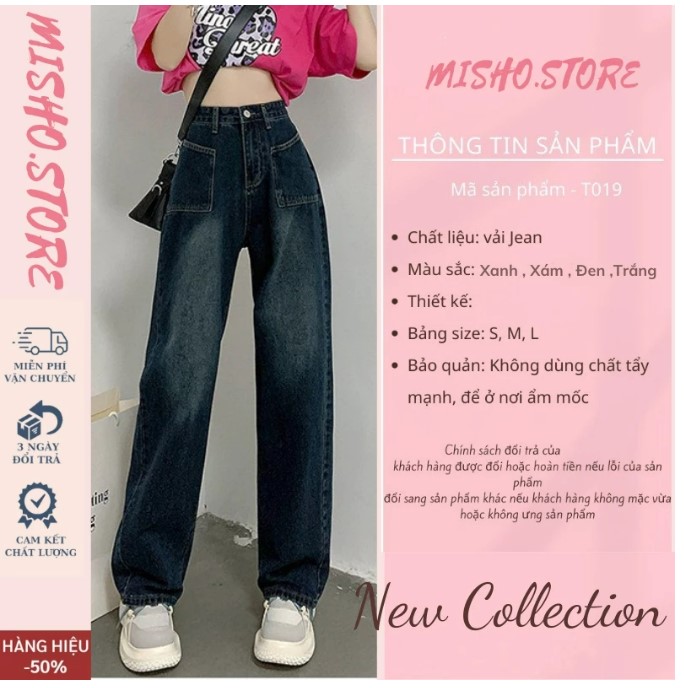 MISHO.STORE
MIỄN PHÍ
VẬN CHUYỂN
3 NGÀY
ĐỔI TRẢ
CAM KẾT
CHẤT LƯỢNG
HÀNG HIỆU
-50%
MISHO.STORE
THÔNG TIN SẢN PHẨM
Mã sản phẩm - T019
• Chất liệu: vải Jean
• Màu sắc: Xanh , Xám , Đen ,Trắng
• Thiết kế:
• Bảng size: S, M, L
• Bảo quản: Không dùng chất tẩy
mạnh, để ở nơi ẩm mốc
Chính sách đổi trả của
khách hàng được đổi hoặc hoàn tiền nếu lỗi của sản
phẩm
đổi sang sản phẩm khác nếu khách hàng không mặc vừa
hoặc không ưng sản phẩm
New Collection